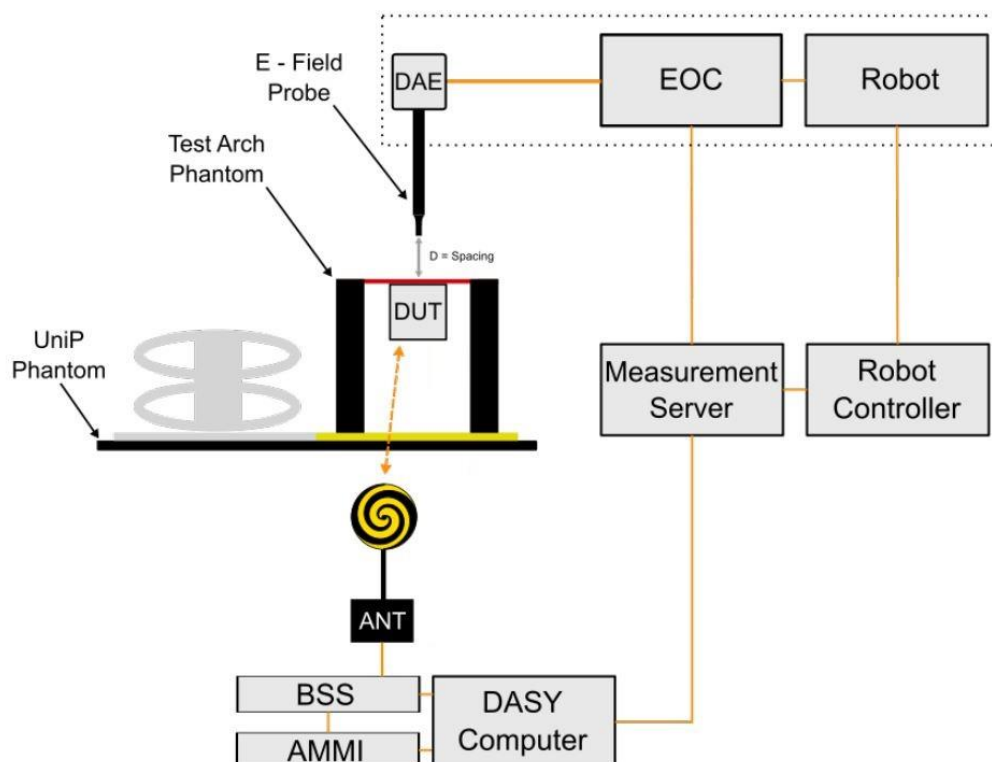 E - Field
Probe
DAE
EOC
Robot
Test Arch
Phantom
D = Spacing
DUT
UniP
Phantom
Measurement
Server
Robot
Controller
ANT
BSS
DASY
Computer
AMMI